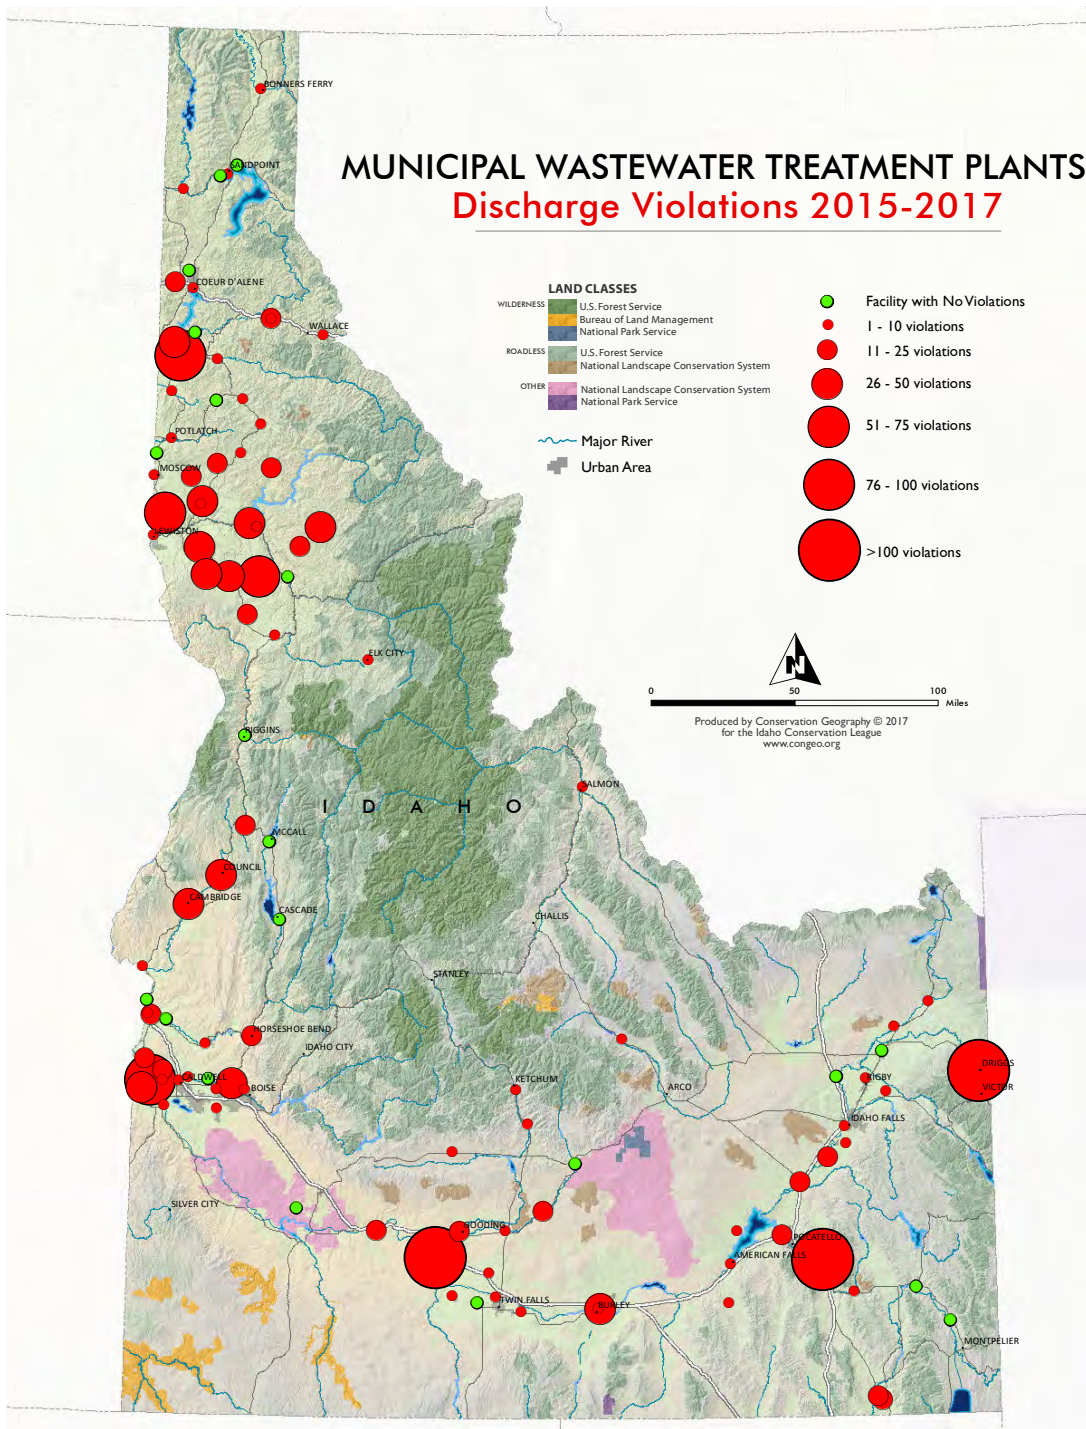 MUNICIPAL WASTEWATER TREATMENT PLANTS
Discharge Violations 2015-2017
LAND CLASSES
WILDERNESS
U.S. Forest Service
Bureau of Land Management
National Park Service
ROADLESS
U.S. Forest Service
National Landscape Conservation System
OTHER
National Landscape Conservation System
National Park Service
Major River
Urban Area
Facility with No Violations
1 - 10 violations
11 - 25 violations
26 - 50 violations
51 - 75 violations
76 - 100 violations
>100 violations
N
0 50 100
Miles
Produced by Conservation Geography © 2017
for the Idaho Conservation League
www.congeo.org
BONNERS FERRY
SANDPOINT
COEUR D'ALENE
WALLACE
POTLATCH
MOSCOW
LEWISTON
ELK CITY
RIGGINS
SALMON
IDAHO
MCCALL
COUNCIL
CAMBRIDGE
CASCADE
CHALLIS
STANLEY
HORSESHOE BEND
IDAHO CITY
CALDWELL
BOISE
KETCHUM
ARCO
RIGBY
DRIGGS
VICTOR
IDAHO FALLS
SILVER CITY
GOODING
POCATELLO
AMERICAN FALLS
TWIN FALLS
BURLEY
MONTPELIER